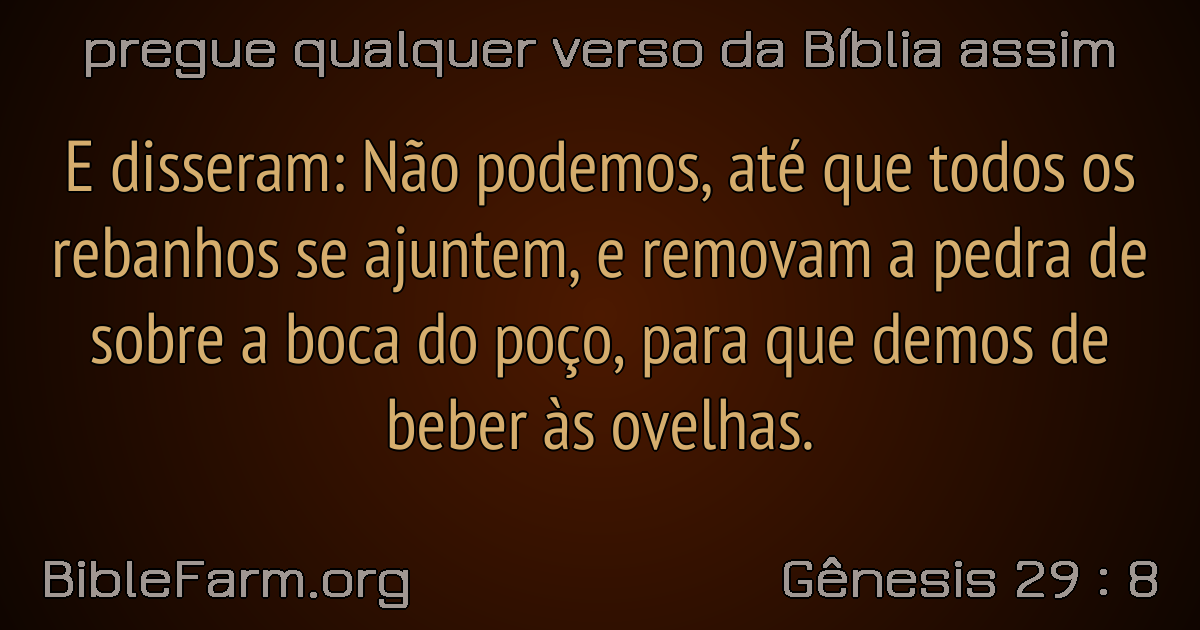 pregue qualquer verso da Bíblia assim
E disseram: Não podemos, até que todos os
rebanhos se ajuntem, e removam a pedra de
sobre a boca do poço, para que demos de
beber às ovelhas.
BibleFarm.org
Gênesis 29 : 8